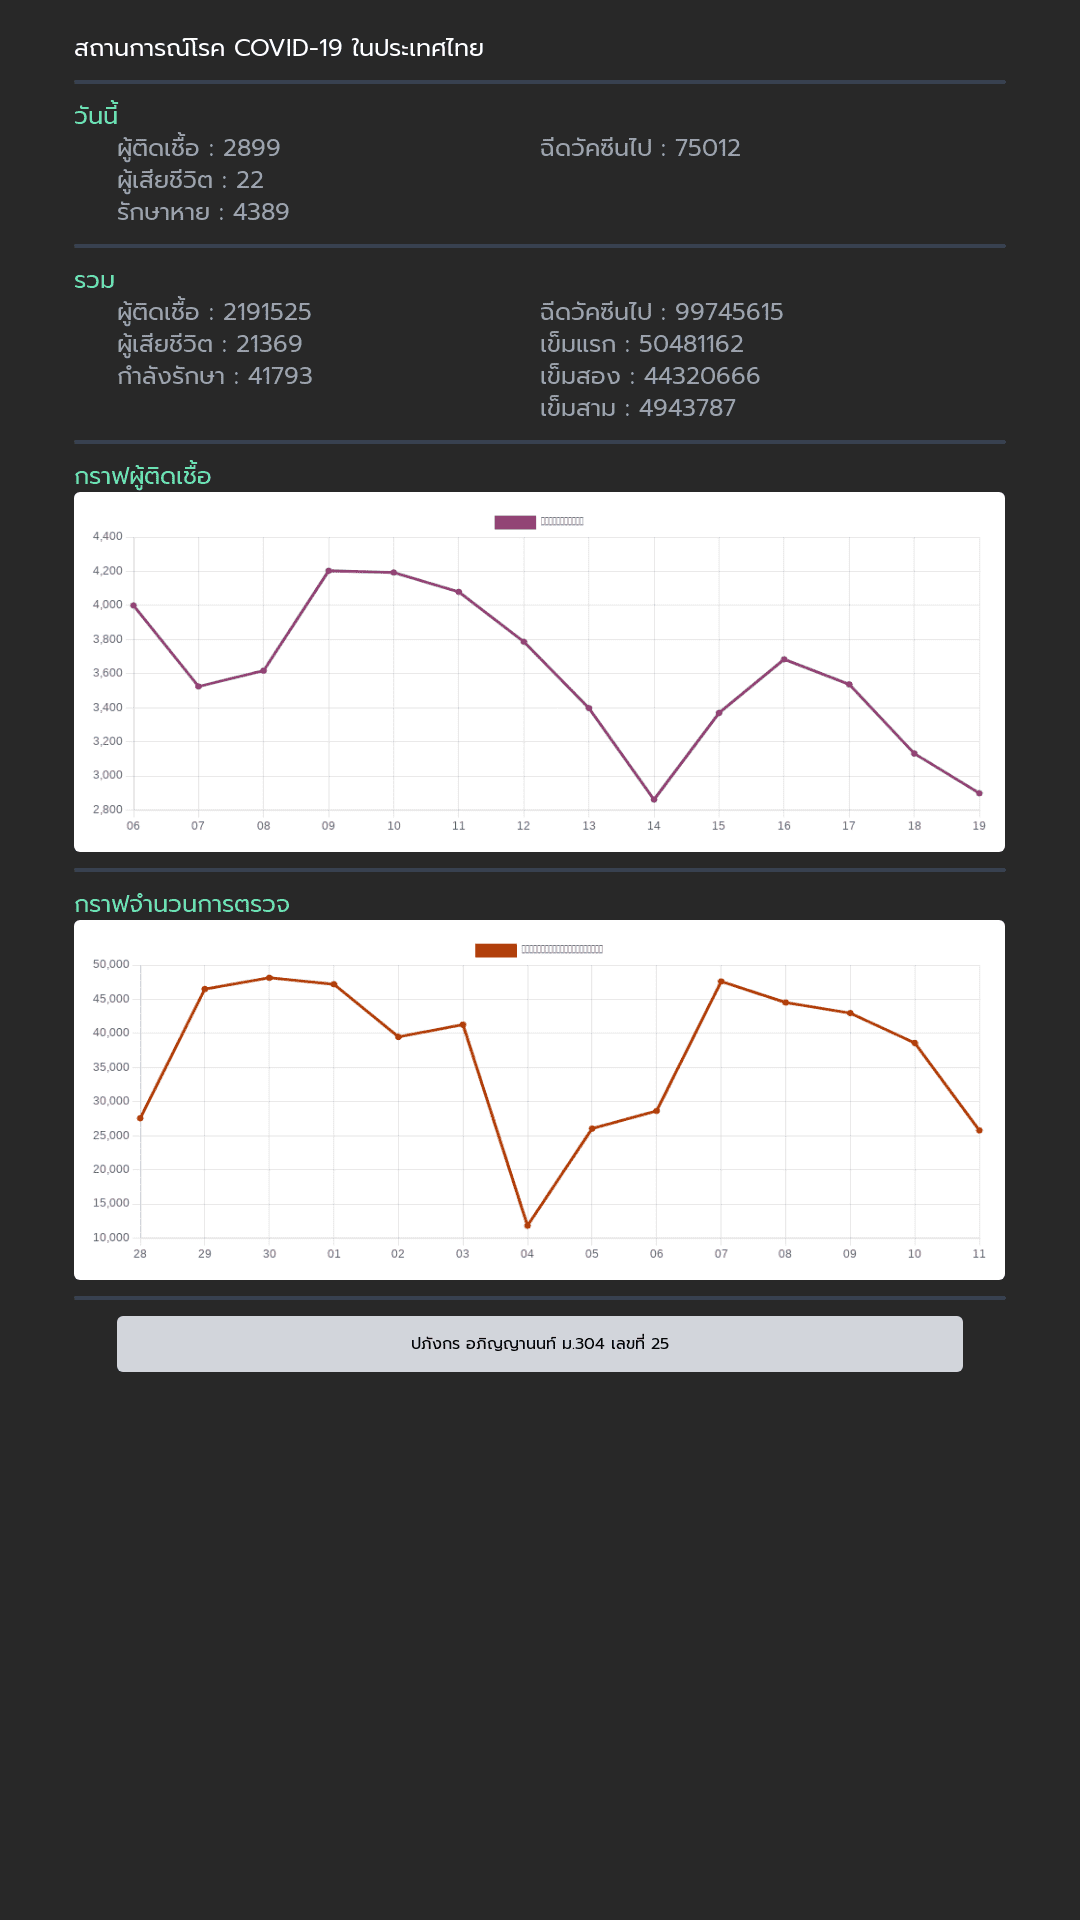 สถานการณ์โรค COVID-19 ในประเทศไทย
วันนี้
ผู้ติดเชื้อ : 2899
ฉีดวัคซีนไป : 75012
ผู้เสียชีวิต : 22
รักษาหาย : 4389
รวม
ผู้ติดเชื้อ : 2191525
ฉีดวัคซีนไป : 99745615
ผู้เสียชีวิต : 21369
เข็มแรก : 50481162
กำลังรักษา : 41793
เข็มสอง : 44320666
เข็มสาม : 4943787
กราฟผู้ติดเชื้อ
4,400
4,200
4,000
3,800
3,600
3,400
3,200
3,000
2,800
06 07 08 09 10 11 12 13 14 15 16 17 18 19
กราฟจำนวนการตรวจ
50,000
45,000
40,000
35,000
30,000
25,000
20,000
15,000
10,000
28 29 30 01 02 03 04 05 06 07 08 09 10 11
ปภังกร อภิญญานนท์ ม.304 เลขที่ 25